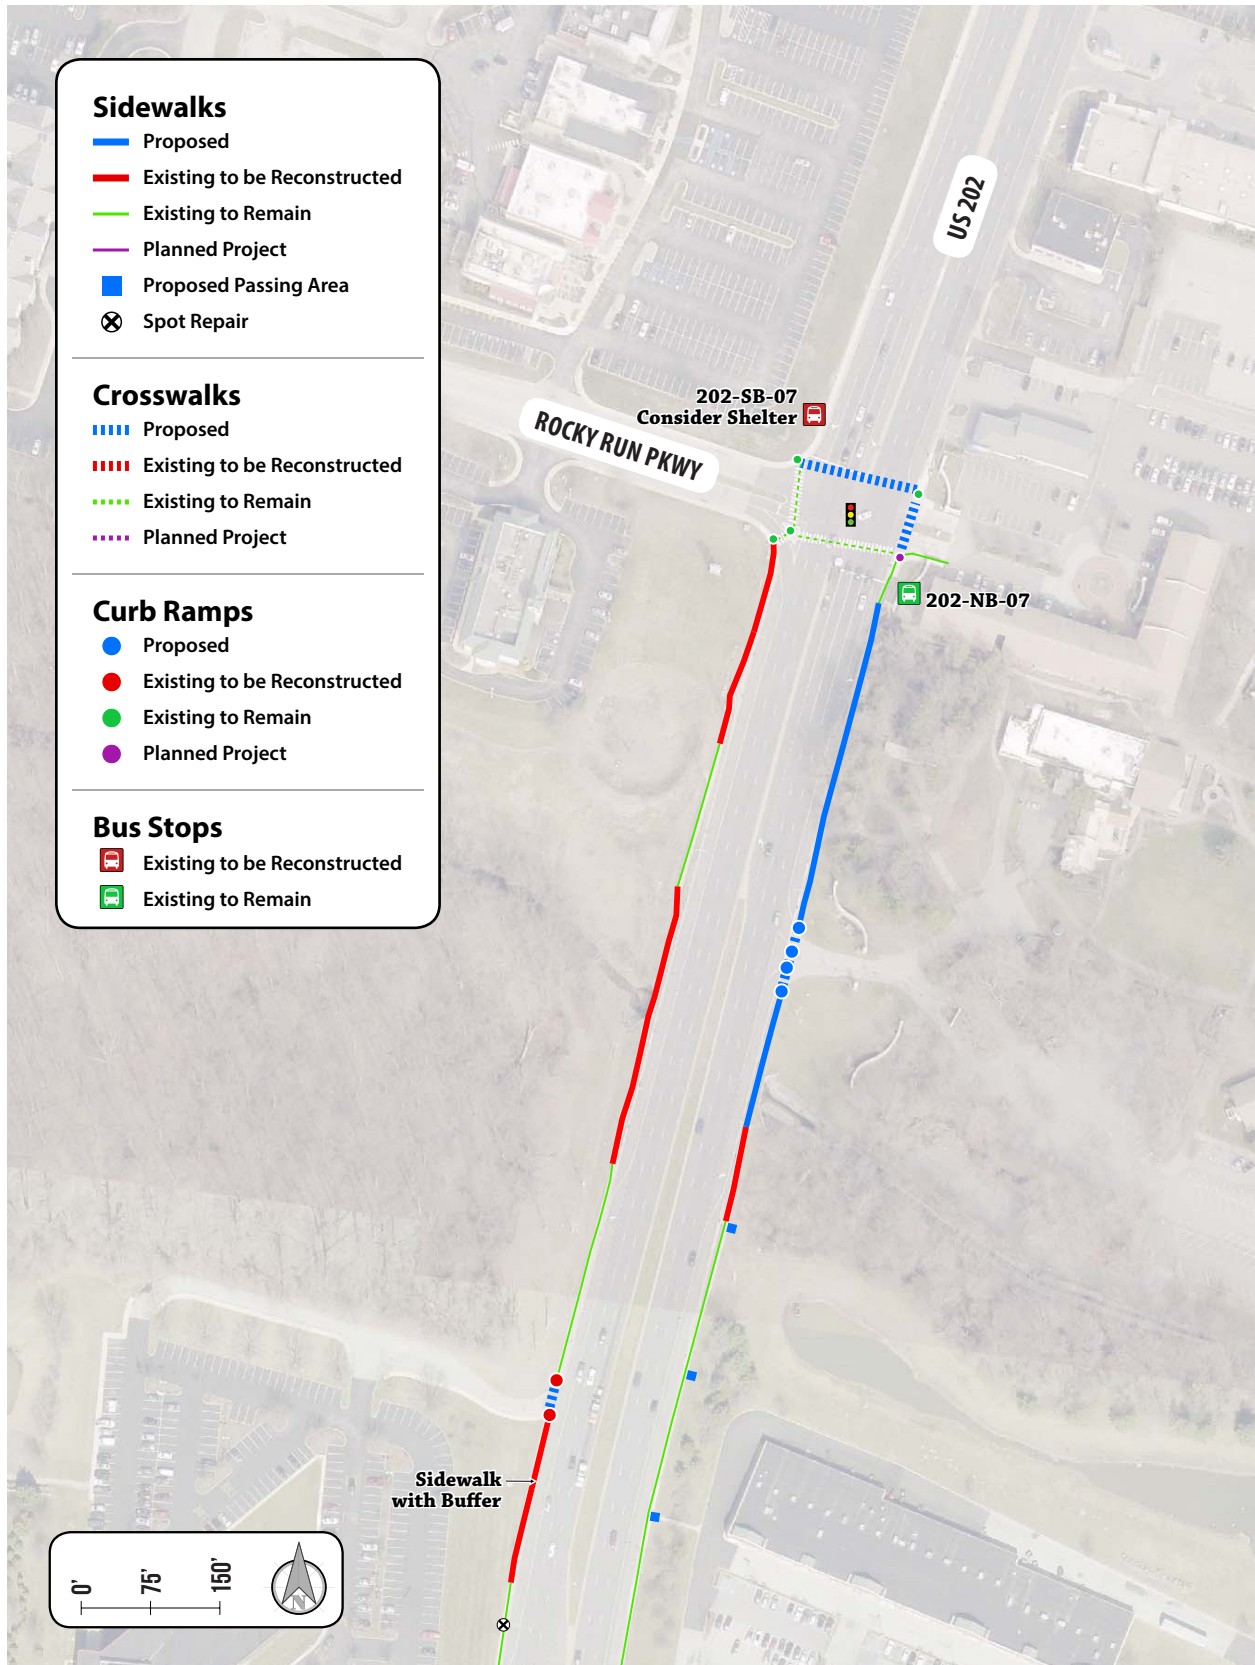 Sidewalks
Proposed
Existing to be Reconstructed
Existing to Remain
Planned Project
Proposed Passing Area
Spot Repair
Crosswalks
Proposed
Existing to be Reconstructed
Existing to Remain
Planned Project
Curb Ramps
Proposed
Existing to be Reconstructed
Existing to Remain
Planned Project
Bus Stops
Existing to be Reconstructed
Existing to Remain
US 202
202-SB-07
Consider Shelter
ROCKY RUN PKWY
202-NB-07
Sidewalk
with Buffer
0'
75'
150'
N